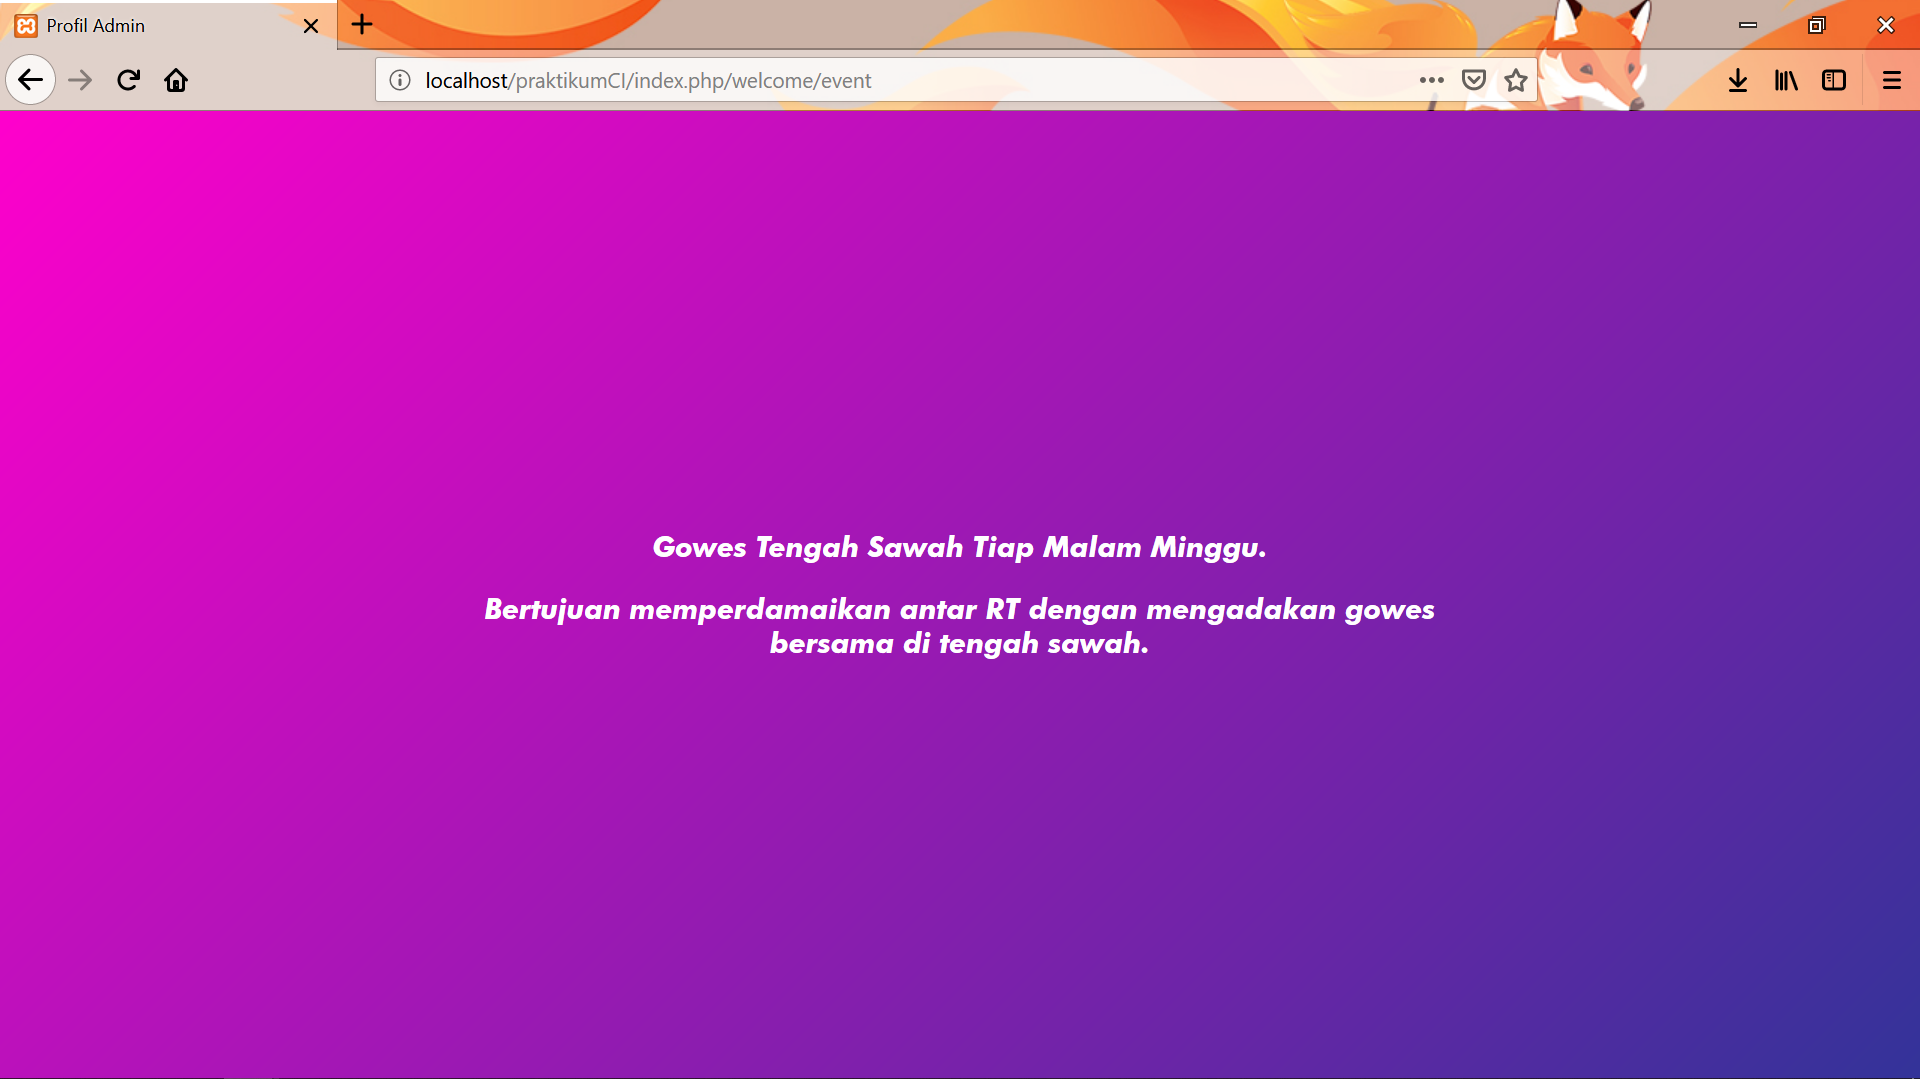 Profil Admin
localhost/praktikumCI/index.php/welcome/event
Gowes Tengah Sawah Tiap Malam Minggu.
Bertujuan memperdamaikan antar RT dengan mengadakan gowes
bersama di tengah sawah.